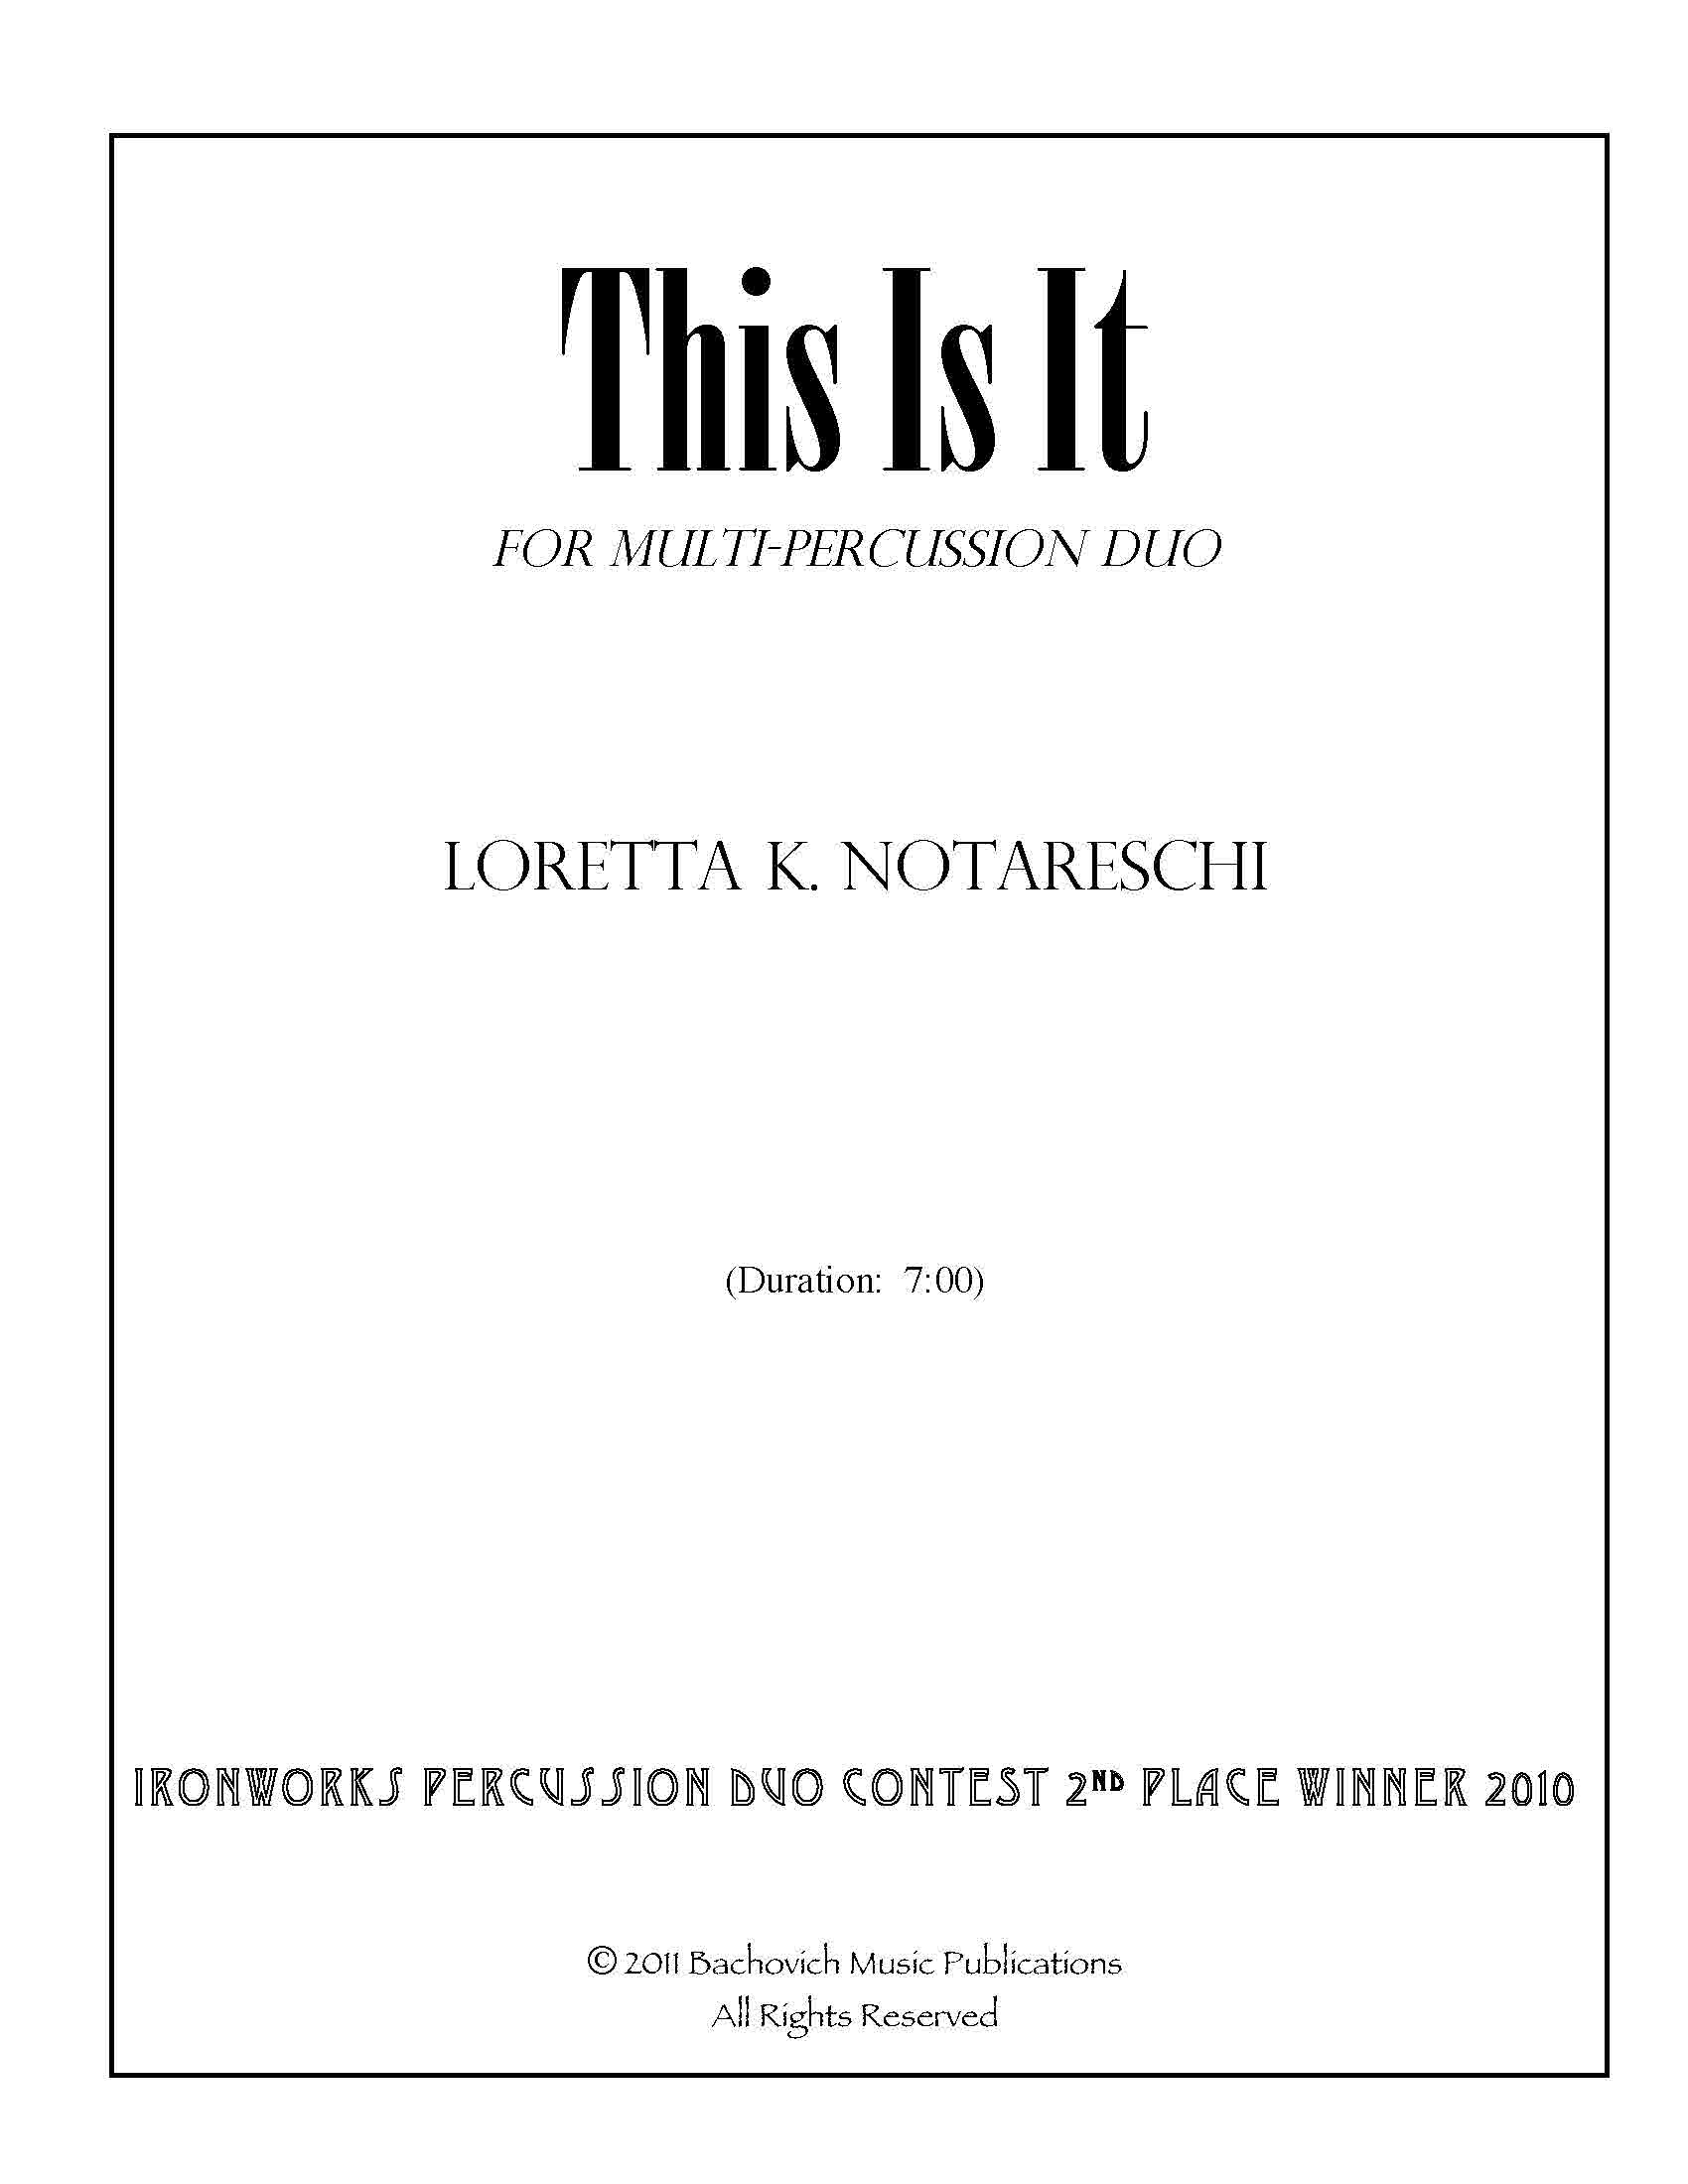 This Is It
FOR MULTI-PERCUSSION DUO
LORETTA K. NOTARESCHI
(Duration: 7:00)
IRONWORKS PERCUSSION DUO CONTEST 2ND PLACE WINNER 2010
© 2011 Bachovich Music Publications
All Rights Reserved